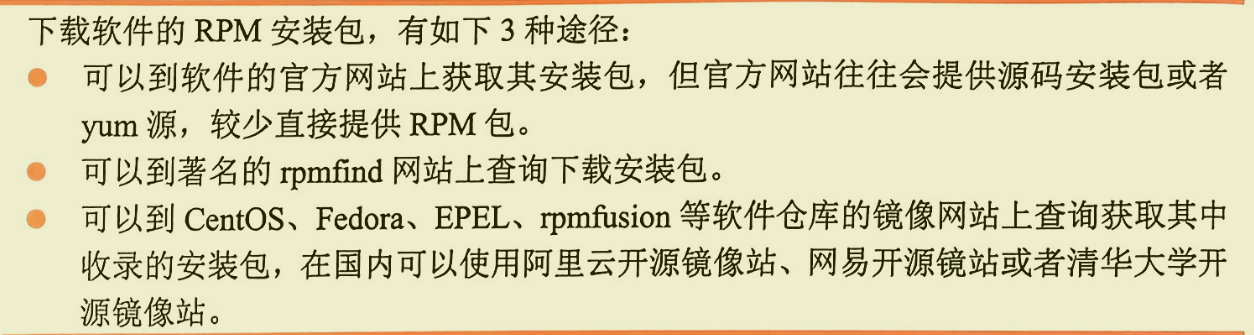 下载软件的 RPM 安装包，有如下 3 种途径：
● 可以到软件的官方网站上获取其安装包，但官方网站往往会提供源码安装包或者
yum 源，较少直接提供 RPM 包。
● 可以到著名的 rpmfind 网站上查询下载安装包。
● 可以到 CentOS、Fedora、EPEL、rpmfusion 等软件仓库的镜像网站上查询获取其中
收录的安装包，在国内可以使用阿里云开源镜像站、网易开源镜站或者清华大学开
源镜像站。